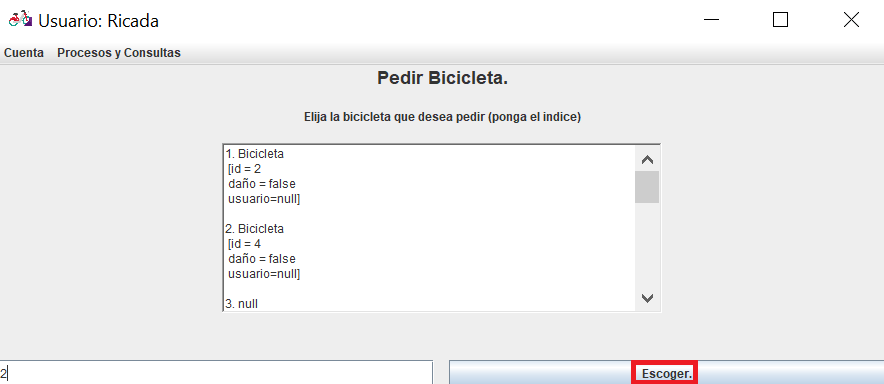 Usuario: Ricada
Cuenta Procesos y Consultas
Pedir Bicicleta.
Elija la bicicleta que desea pedir (ponga el indice)
1. Bicicleta
[id = 2
daño = false
usuario=null]
2. Bicicleta
[id = 4
daño = false
usuario=null]
3. null
2
Escoger.